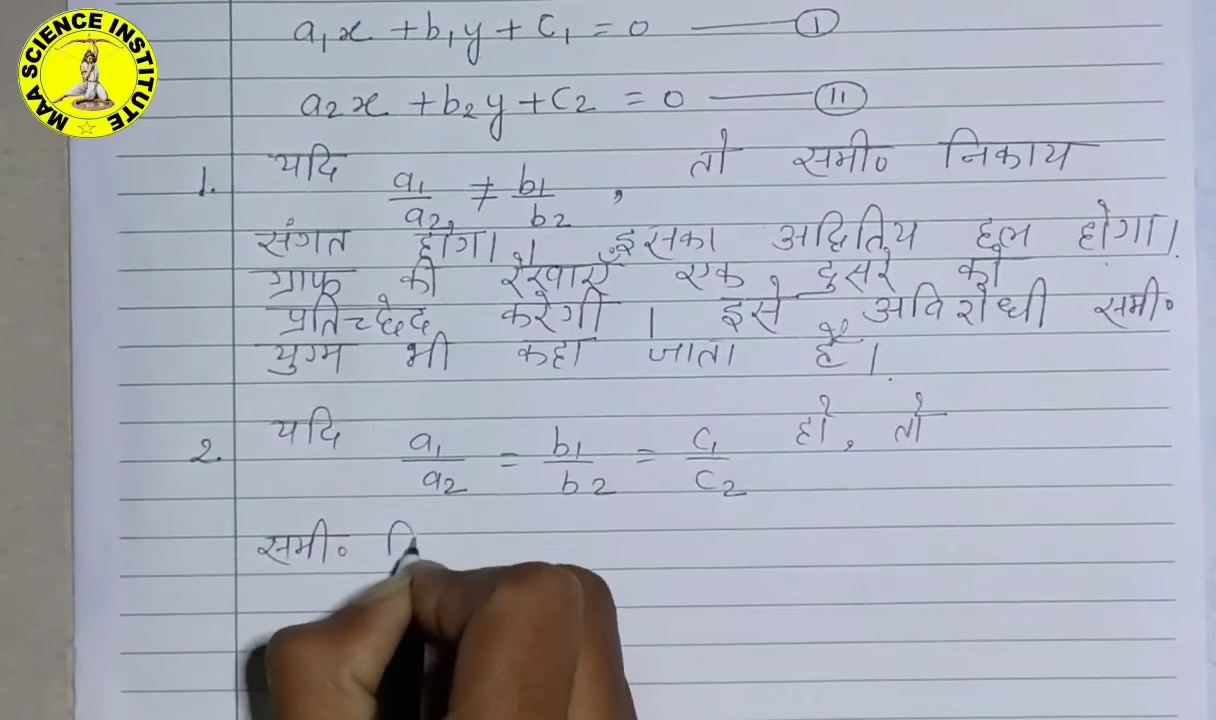 MAA SCIENCE INSTITUTE
a₁x + b₁y + c₁ = 0 —— I
a₂x + b₂y + c₂ = 0 —— II
1. यदि a₁/a₂ ≠ b₁/b₂, तो समी० निकाय
संगत होगा। इसका अद्वितिय हल होगा।
ग्राफ की रेखाएँ एक दुसरे को
प्रतिच्छेद करेगी। इसे अविरोधी समी०
युग्म भी कहा जाता है।
2. यदि a₁/a₂ = b₁/b₂ = c₁/c₂ हो, तो
समी०